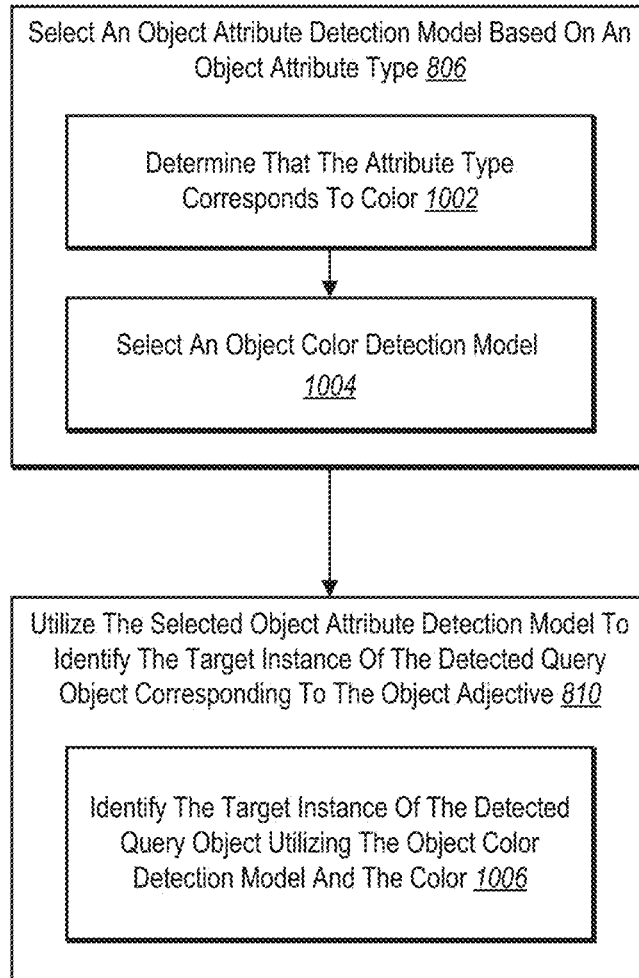 Select An Object Attribute Detection Model Based On An
Object Attribute Type 806
Determine That The Attribute Type
Corresponds To Color 1002
Select An Object Color Detection Model
1004
Utilize The Selected Object Attribute Detection Model To
Identify The Target Instance Of The Detected Query
Object Corresponding To The Object Adjective 810
Identify The Target Instance Of The Detected
Query Object Utilizing The Object Color
Detection Model And The Color 1006